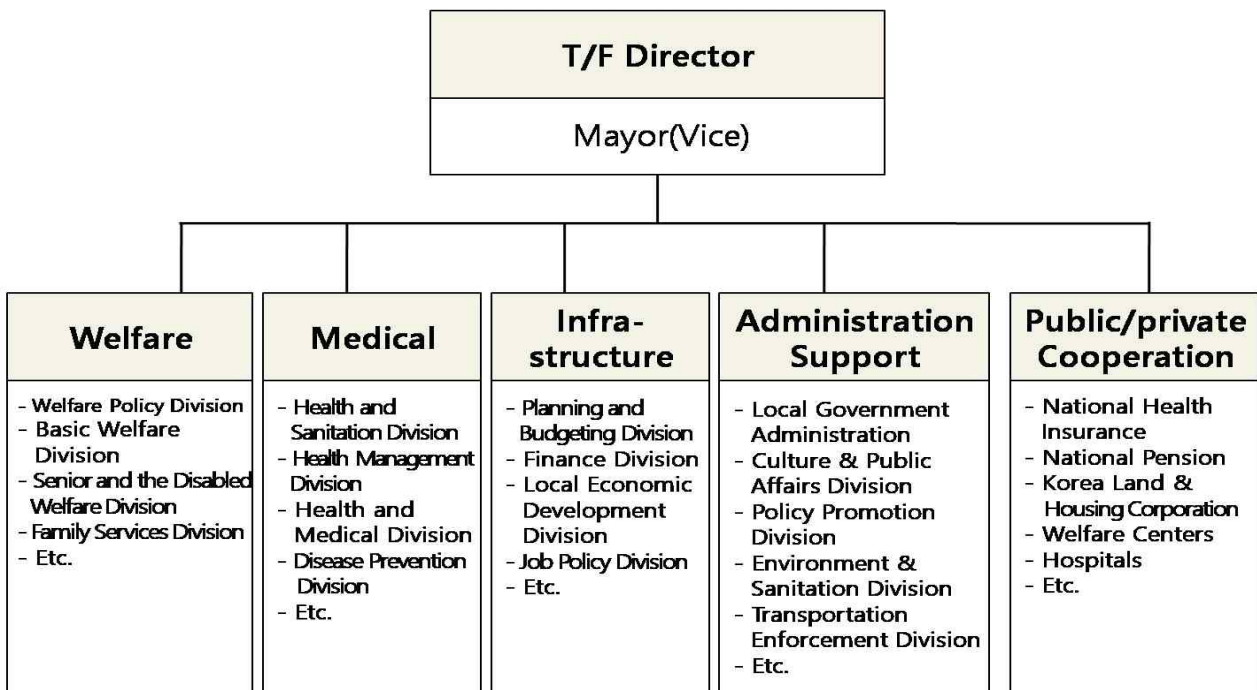 T/F Director
Mayor(Vice)
Welfare
- Welfare Policy Division
- Basic Welfare
Division
- Senior and the Disabled
Welfare Division
- Family Services Division
- Etc.
Medical
- Health and
Sanitation Division
- Health Management
Division
- Health and
Medical Division
- Disease Prevention
Division
- Etc.
Infra-
structure
- Planning and
Budgeting Division
- Finance Division
- Local Economic
Development
Division
- Job Policy Division
- Etc.
Administration
Support
- Local Government
Administration
- Culture & Public
Affairs Division
- Policy Promotion
Division
- Environment &
Sanitation Division
- Transportation
Enforcement Division
- Etc.
Public/private
Cooperation
- National Health
Insurance
- National Pension
- Korea Land &
Housing Corporation
- Welfare Centers
- Hospitals
- Etc.